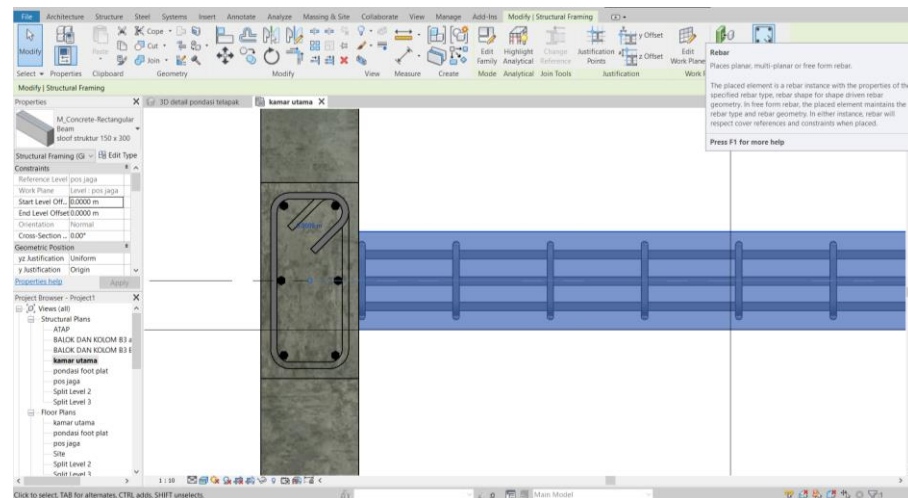 File Architecture Structure Steel Systems Insert Annotate Analyze Massing & Site Collaborate View Manage Add-Ins Modify | Structural Framing
Modify
Cope
Cut
Join
Paste
Edit Family
Highlight Analytical
Change Reference
Justification Points
y Offset
z Offset
Edit Work Plane
Select Properties Clipboard Geometry Modify View Measure Create Mode Analytical Join Tools Justification
Rebar
Places planar, multi-planar or free form rebar.
The placed element is a rebar instance with the properties of the
specified rebar type, rebar shape for shape driven rebar
geometry. In free form rebar, the placed element maintains the
rebar type and rebar geometry. In either instance, rebar will
respect cover references and constraints when placed.
Press F1 for more help
Modify | Structural Framing
Properties X
3D detail pondasi telapak
kamar utama X
M_Concrete-Rectangular
Beam
sloof struktur 150 x 300
Structural Framing (Gi Edit Type
Constraints
Reference Level pos jaga
Work Plane Level : pos jaga
Start Level Off... 0.0000 m
End Level Offset 0.0000 m
Orientation Normal
Cross-Section ... 0.00°
Geometric Position
yz Justification Uniform
y Justification Origin
Properties help Apply
Project Browser - Project1 X
Views (all)
Structural Plans
ATAP
BALOK DAN KOLOM B3
BALOK DAN KOLOM B3
kamar utama
pondasi foot plat
pos jaga
Split Level 2
Split Level 3
Floor Plans
kamar utama
pondasi foot plat
pos jaga
Site
Split Level 2
Split Level 3
1 : 10
Click to select, TAB for alternates, CTRL adds, SHIFT unselects.
Main Model